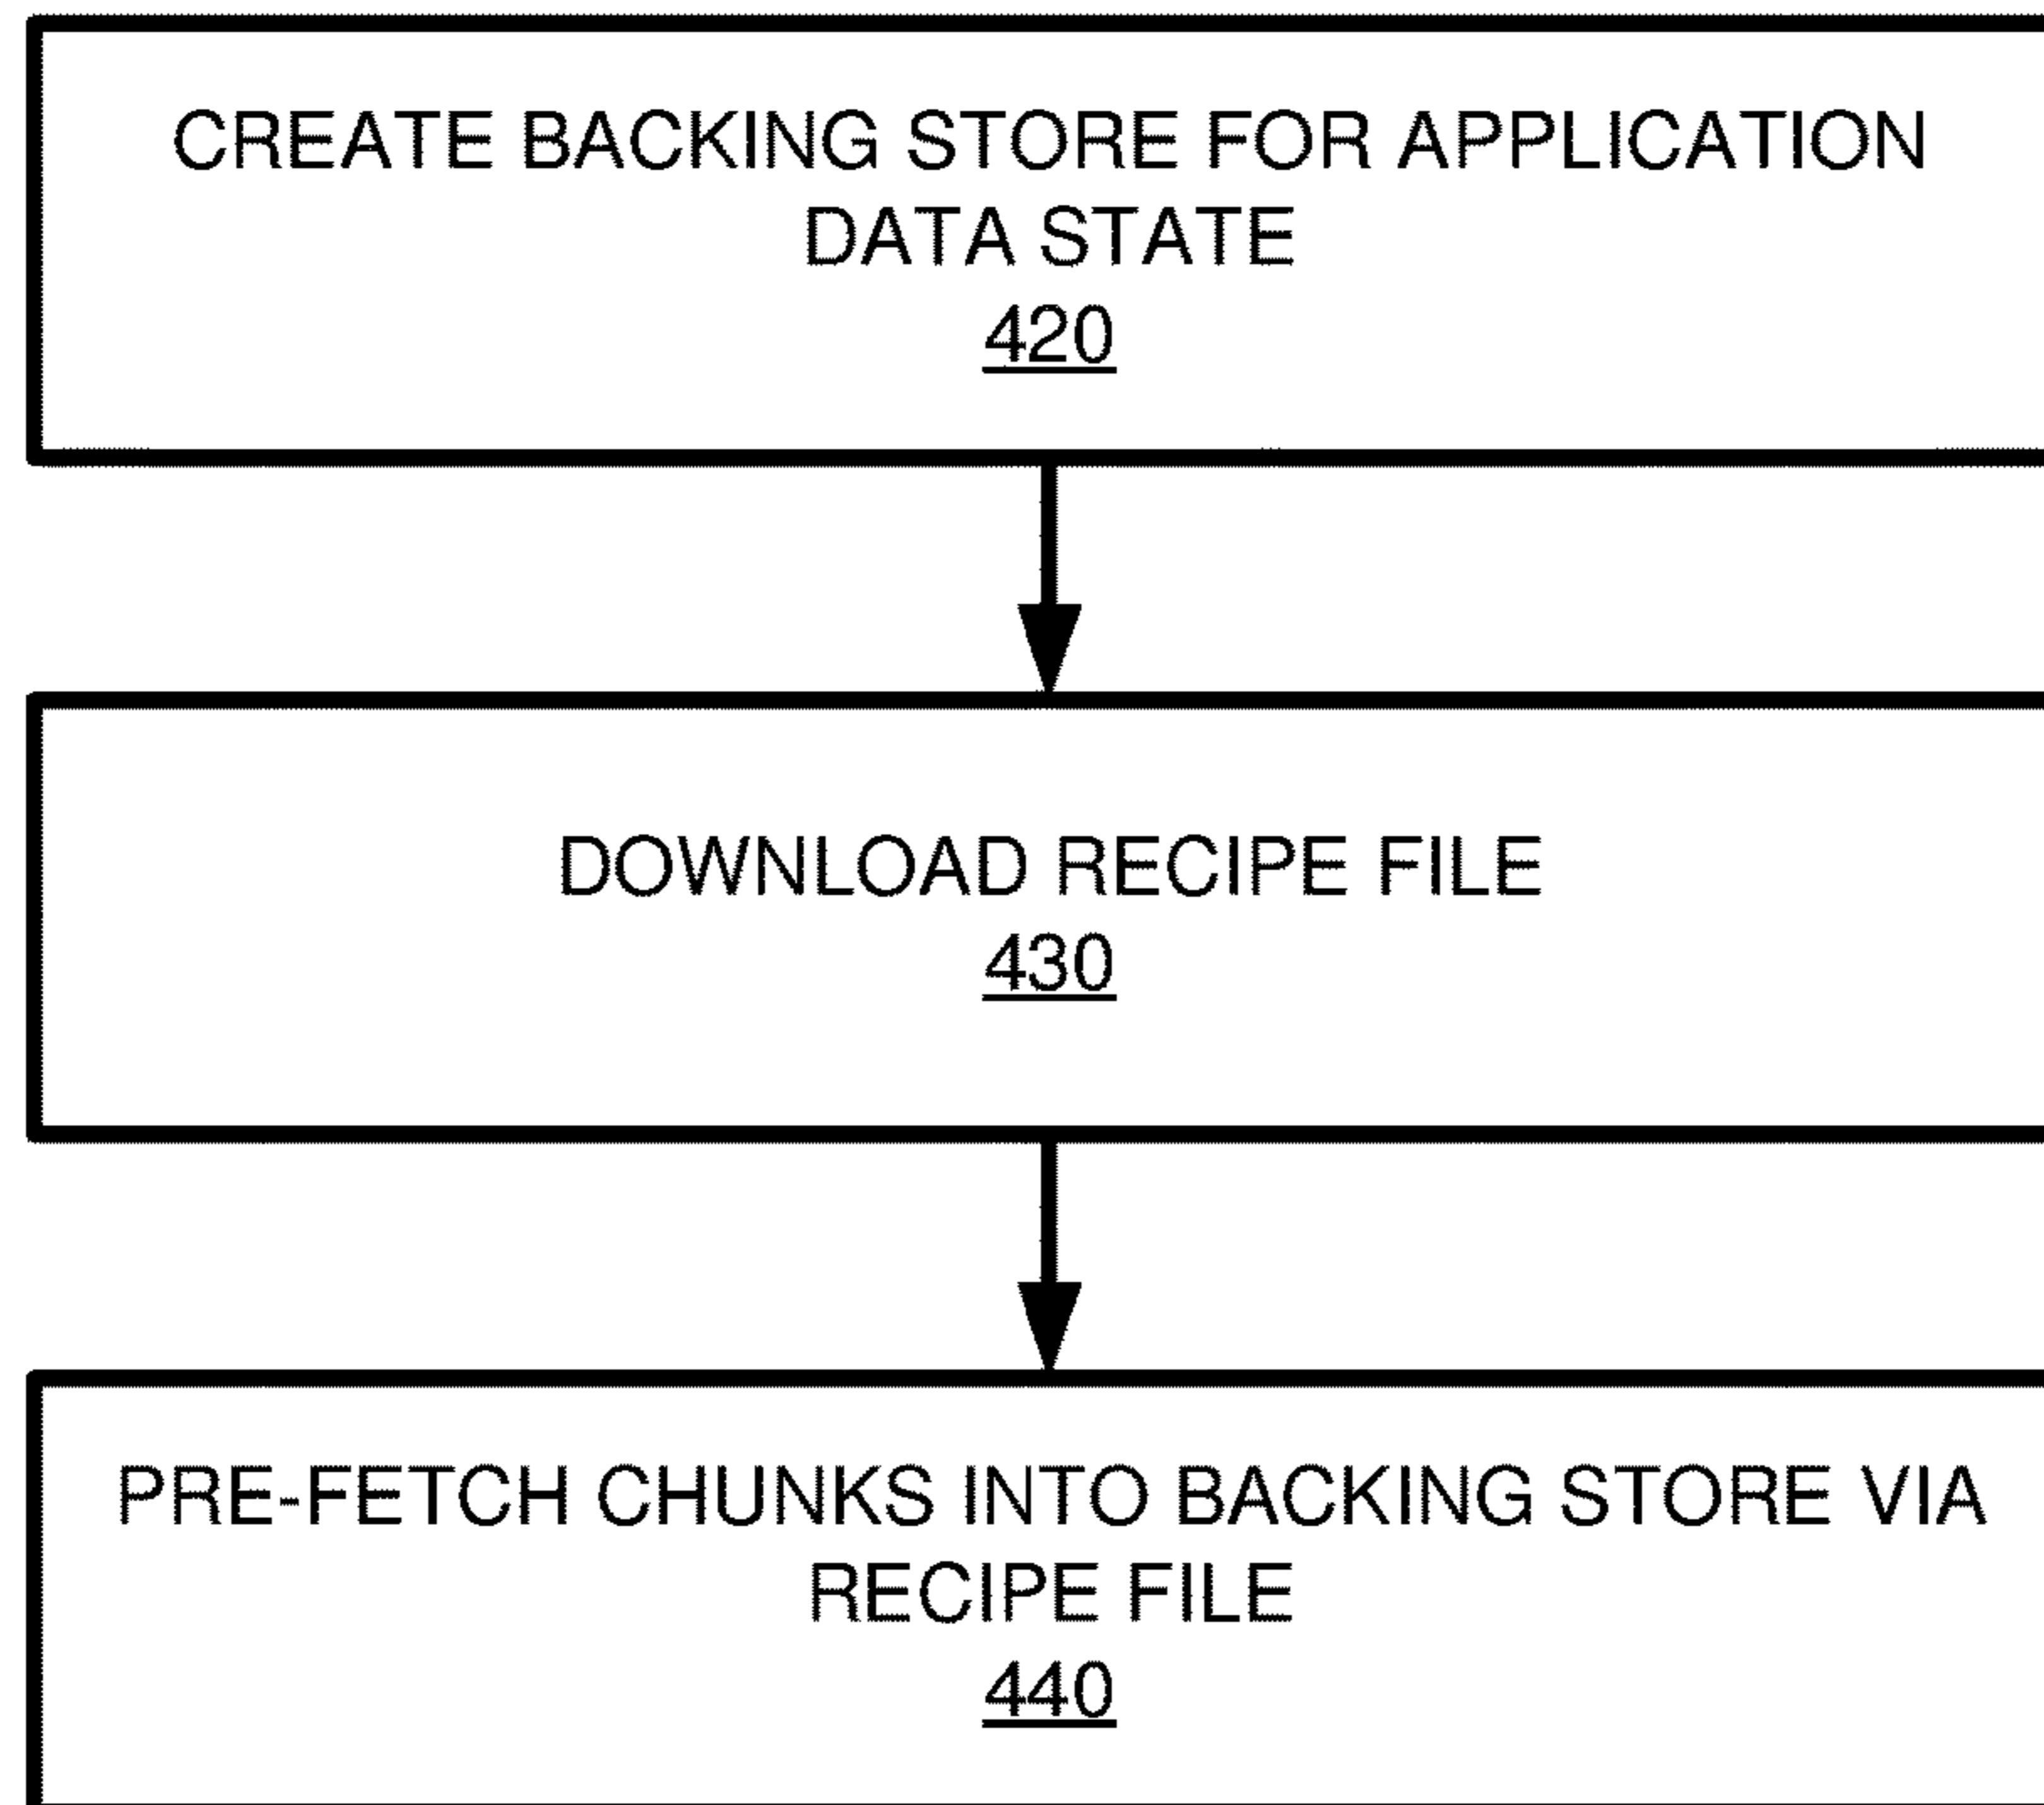 CREATE BACKING STORE FOR APPLICATION
DATA STATE
420
DOWNLOAD RECIPE FILE
430
PRE-FETCH CHUNKS INTO BACKING STORE VIA
RECIPE FILE
440